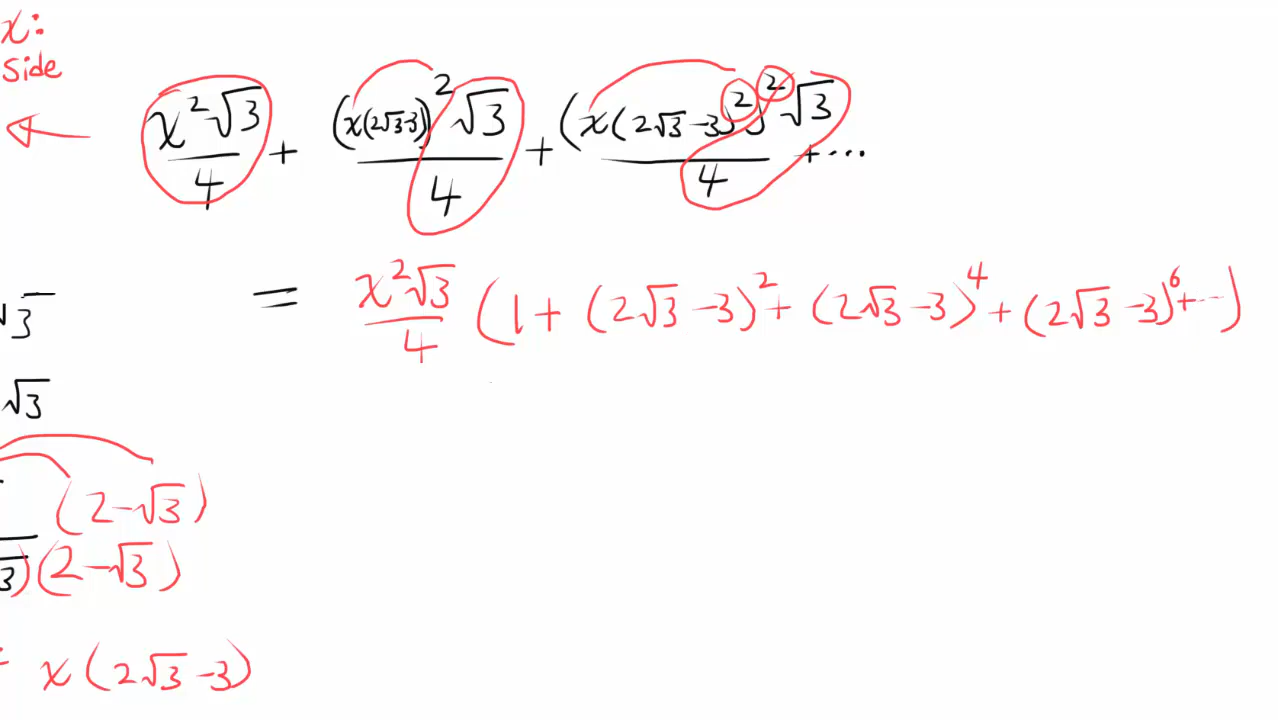 x:
Side
x²√3/4 + (x(2√3-3))²√3/4 + (x(2√3-3)²)²√3/4 + ...
= x²√3/4 (1 + (2√3-3)² + (2√3-3)⁴ + (2√3-3)⁶ + ...)
√3
√3
(2-√3)
√3)(2-√3)
= x(2√3-3)